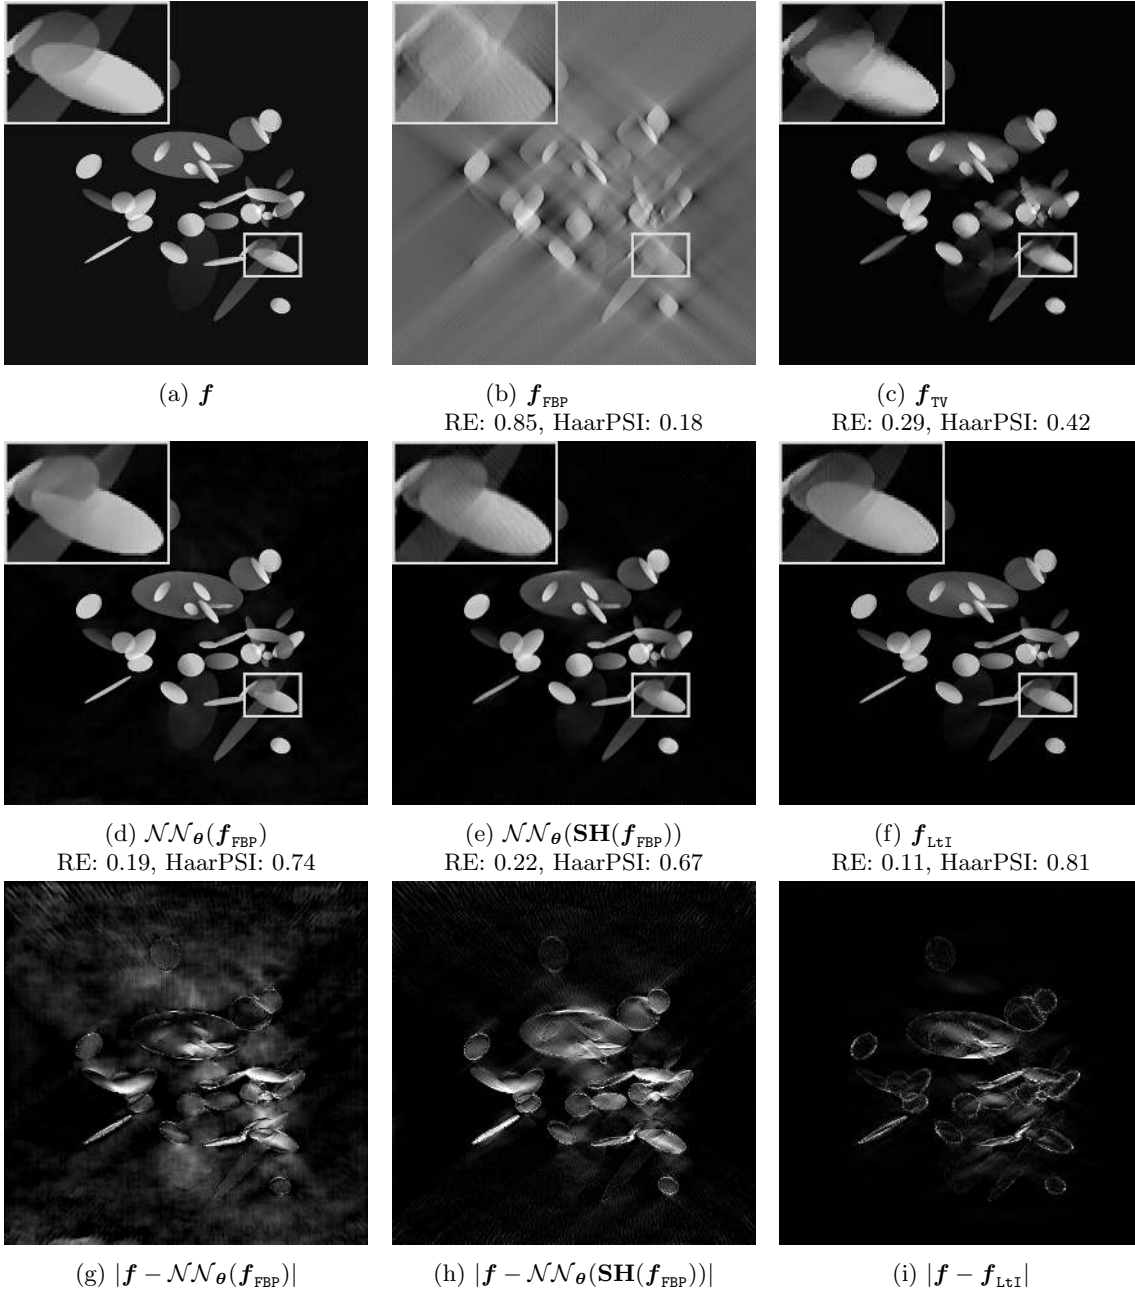 (a) f
(b) f_FBP
RE: 0.85, HaarPSI: 0.18
(c) f_TV
RE: 0.29, HaarPSI: 0.42
(d) 𝒩𝒩_θ(f_FBP)
RE: 0.19, HaarPSI: 0.74
(e) 𝒩𝒩_θ(SH(f_FBP))
RE: 0.22, HaarPSI: 0.67
(f) f_LtI
RE: 0.11, HaarPSI: 0.81
(g) |f − 𝒩𝒩_θ(f_FBP)|
(h) |f − 𝒩𝒩_θ(SH(f_FBP))|
(i) |f − f_LtI|